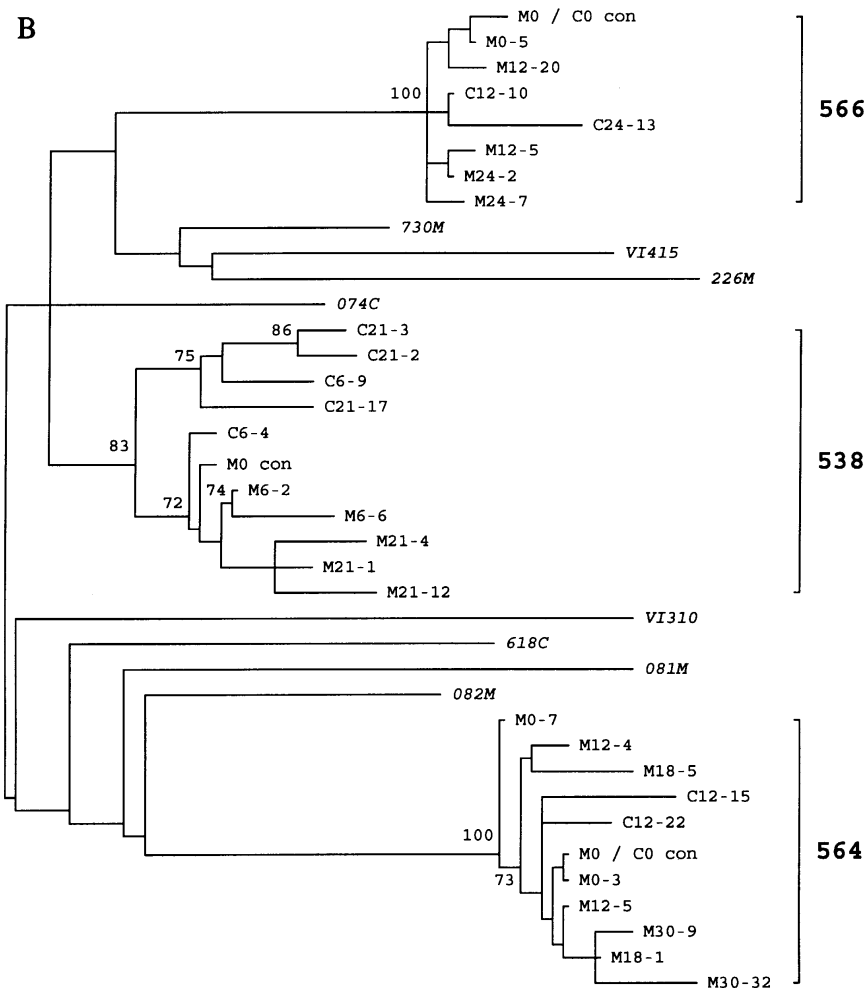 B
M0 / C0 con
M0-5
M12-20
100
C12-10
C24-13
M12-5
M24-2
M24-7
566
730M
VI415
226M
074C
86
C21-3
C21-2
75
C6-9
C21-17
83
C6-4
M0 con
72
74
M6-2
M6-6
M21-4
M21-1
M21-12
538
VI310
618C
081M
082M
M0-7
M12-4
M18-5
C12-15
C12-22
100
M0 / C0 con
73
M0-3
M12-5
M30-9
M18-1
M30-32
564